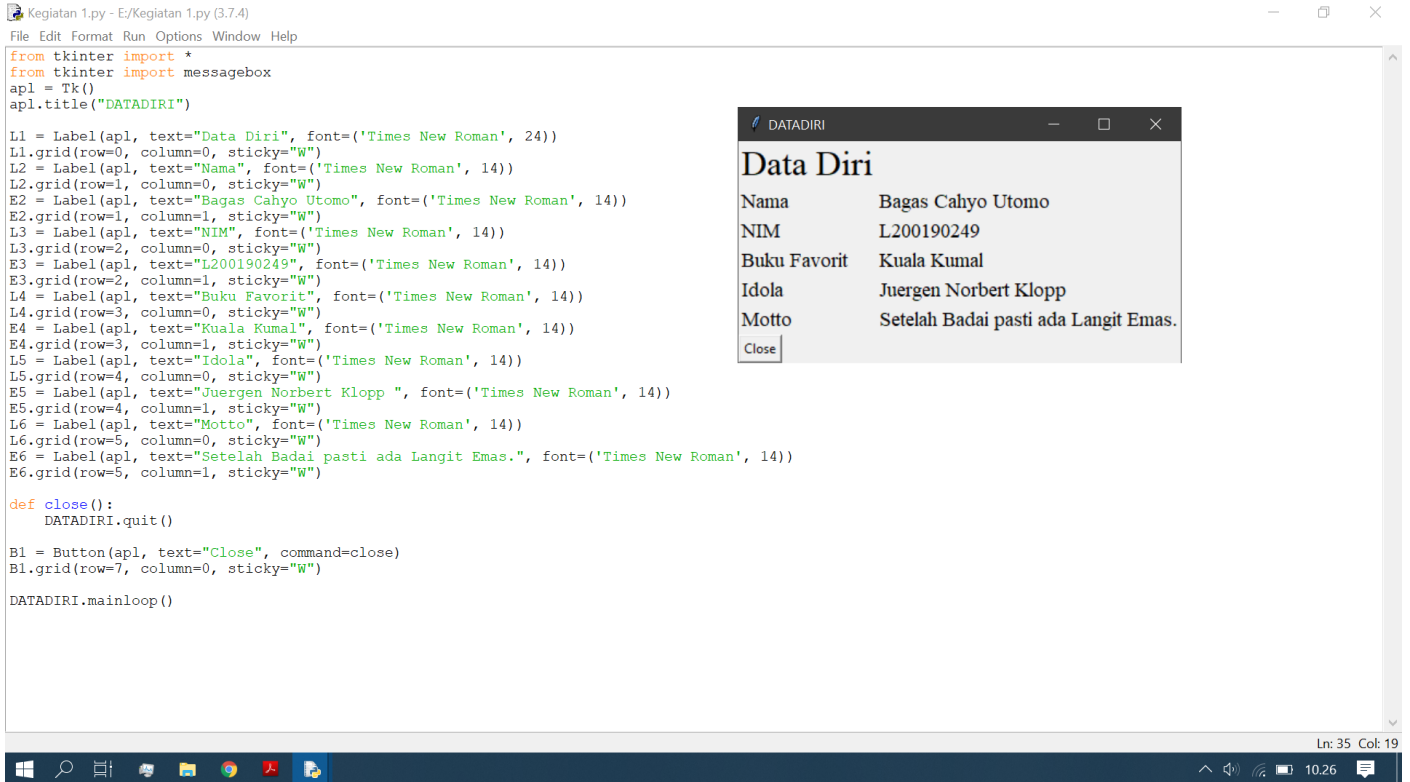 Kegiatan 1.py - E:/Kegiatan 1.py (3.7.4)
File Edit Format Run Options Window Help
from tkinter import *
from tkinter import messagebox
apl = Tk()
apl.title("DATADIRI")
L1 = Label(apl, text="Data Diri", font=('Times New Roman', 24))
L1.grid(row=0, column=0, sticky="W")
L2 = Label(apl, text="Nama", font=('Times New Roman', 14))
L2.grid(row=1, column=0, sticky="W")
E2 = Label(apl, text="Bagas Cahyo Utomo", font=('Times New Roman', 14))
E2.grid(row=1, column=1, sticky="W")
L3 = Label(apl, text="NIM", font=('Times New Roman', 14))
L3.grid(row=2, column=0, sticky="W")
E3 = Label(apl, text="L200190249", font=('Times New Roman', 14))
E3.grid(row=2, column=1, sticky="W")
L4 = Label(apl, text="Buku Favorit", font=('Times New Roman', 14))
L4.grid(row=3, column=0, sticky="W")
E4 = Label(apl, text="Kuala Kumal", font=('Times New Roman', 14))
E4.grid(row=3, column=1, sticky="W")
L5 = Label(apl, text="Idola", font=('Times New Roman', 14))
L5.grid(row=4, column=0, sticky="W")
E5 = Label(apl, text="Juergen Norbert Klopp ", font=('Times New Roman', 14))
E5.grid(row=4, column=1, sticky="W")
L6 = Label(apl, text="Motto", font=('Times New Roman', 14))
L6.grid(row=5, column=0, sticky="W")
E6 = Label(apl, text="Setelah Badai pasti ada Langit Emas.", font=('Times New Roman', 14))
E6.grid(row=5, column=1, sticky="W")
def close():
    DATADIRI.quit()
B1 = Button(apl, text="Close", command=close)
B1.grid(row=7, column=0, sticky="W")
DATADIRI.mainloop()
DATADIRI
Data Diri
Nama Bagas Cahyo Utomo
NIM L200190249
Buku Favorit Kuala Kumal
Idola Juergen Norbert Klopp
Motto Setelah Badai pasti ada Langit Emas.
Close
Ln: 35 Col: 19
10.26